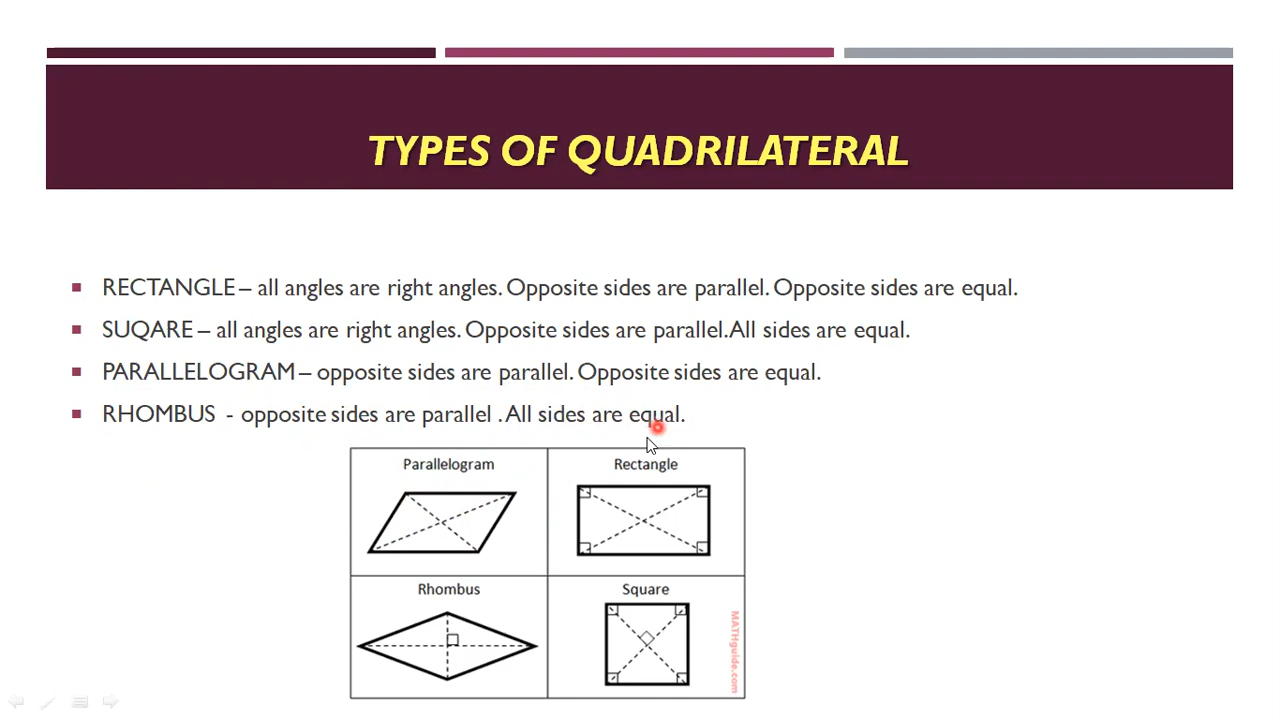 TYPES OF QUADRILATERAL
RECTANGLE – all angles are right angles. Opposite sides are parallel. Opposite sides are equal.
SUQARE – all angles are right angles. Opposite sides are parallel. All sides are equal.
PARALLELOGRAM – opposite sides are parallel. Opposite sides are equal.
RHOMBUS - opposite sides are parallel . All sides are equal.
Parallelogram
Rectangle
Rhombus
Square
MATHguide.com